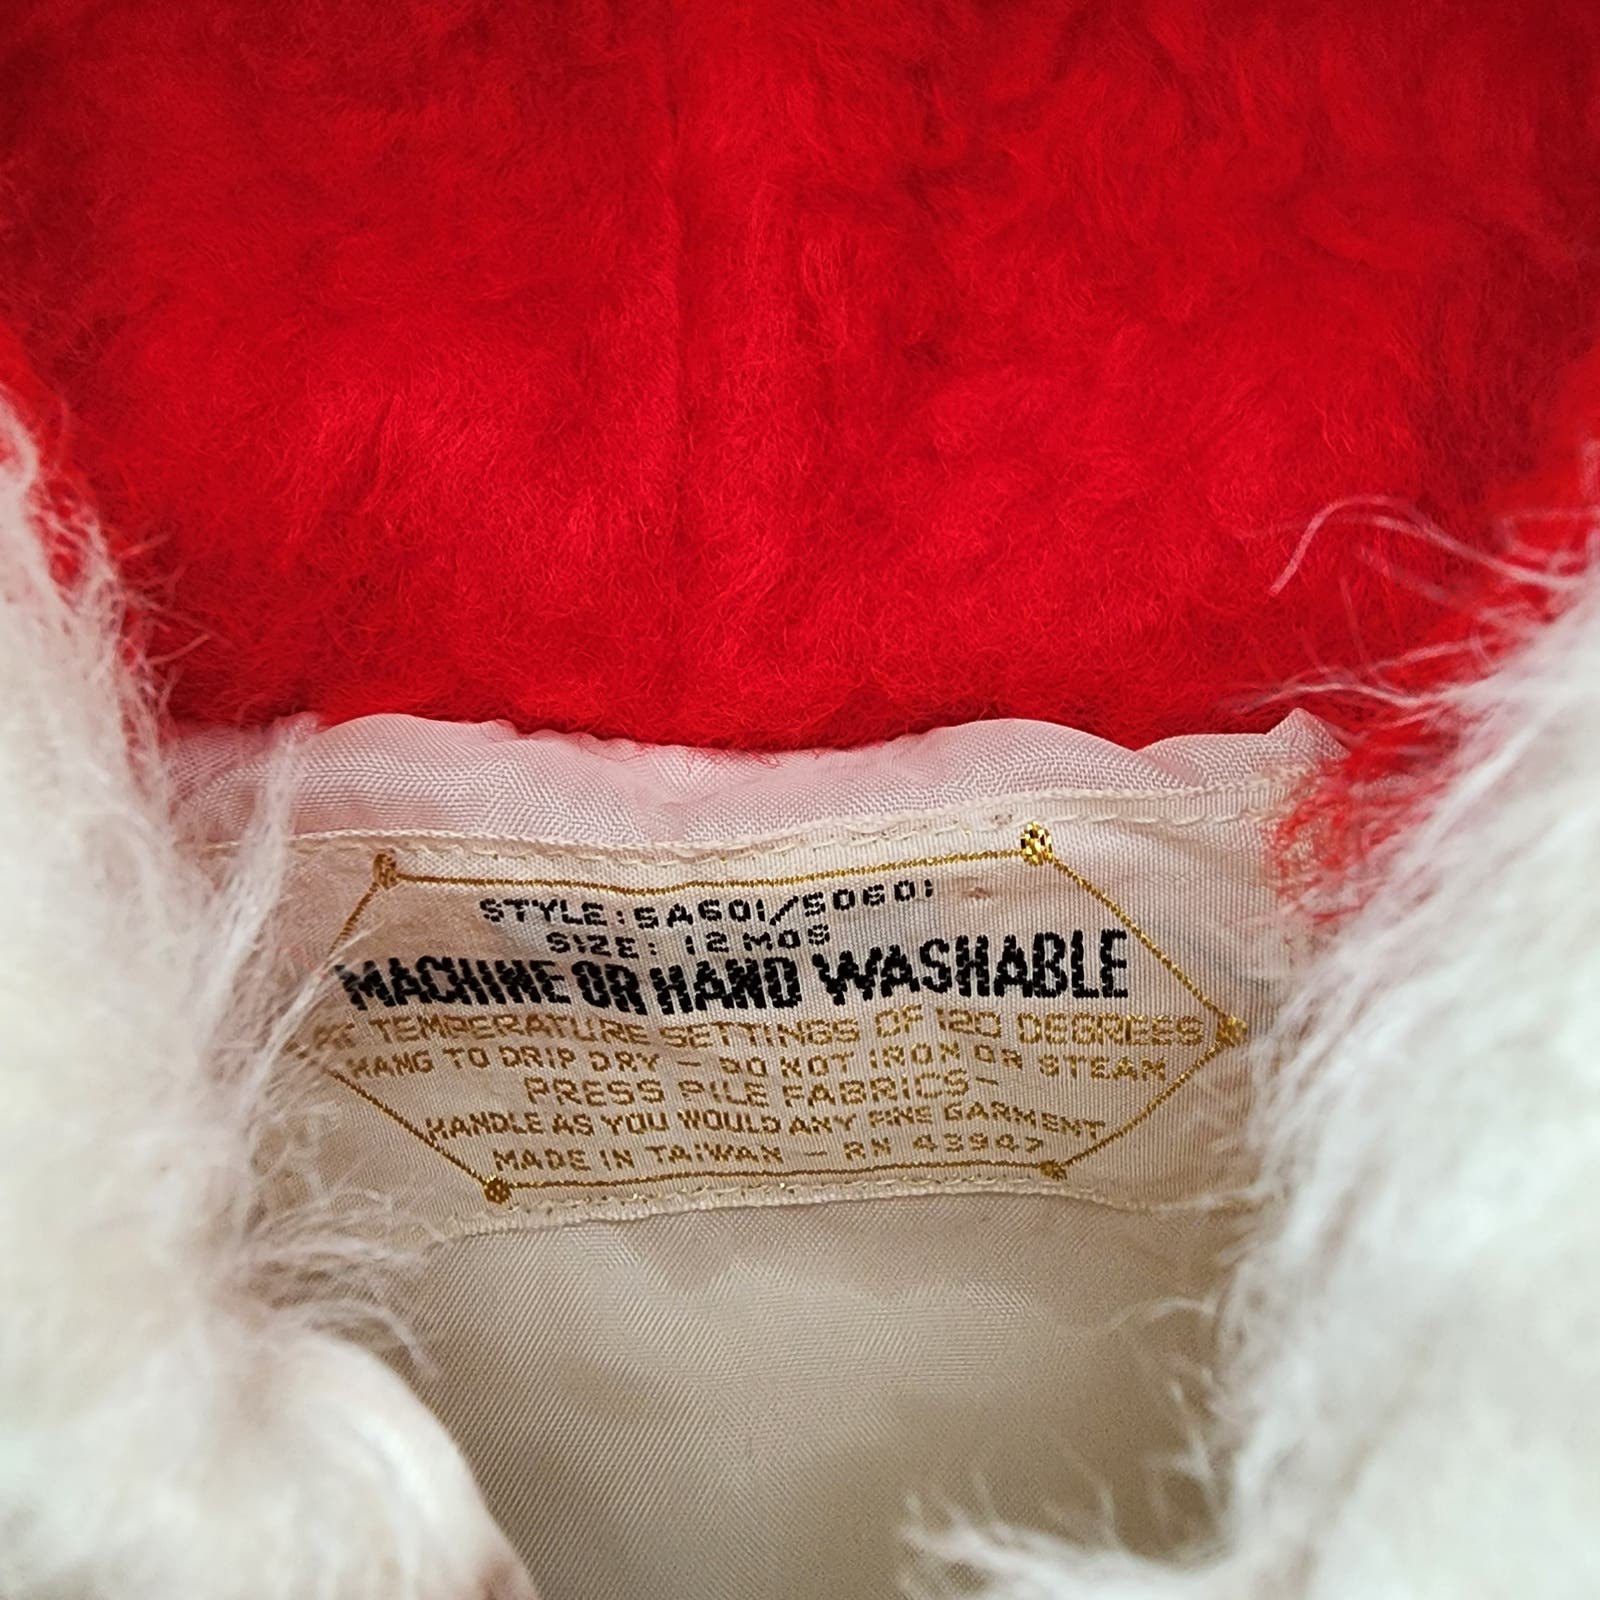 STYLE: SA601/50601
SIZE: 12 MOS
MACHINE OR HAND WASHABLE
AT TEMPERATURE SETTINGS OF 120 DEGREES
HANG TO DRIP DRY - DO NOT IRON OR STEAM
PRESS PILE FABRICS-
HANDLE AS YOU WOULD ANY FINE GARMENT
MADE IN TAIWAN - RN 43947